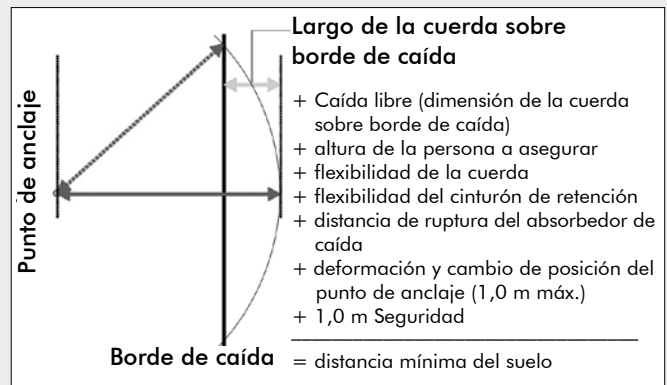 Largo de la cuerda sobre
borde de caída
Punto de anclaje
+ Caída libre (dimensión de la cuerda
sobre borde de caída)
+ altura de la persona a asegurar
+ flexibilidad de la cuerda
+ flexibilidad del cinturón de retención
+ distancia de ruptura del absorbedor de
caída
+ deformación y cambio de posición del
punto de anclaje (1,0 m máx.)
+ 1,0 m Seguridad
Borde de caída
= distancia mínima del suelo